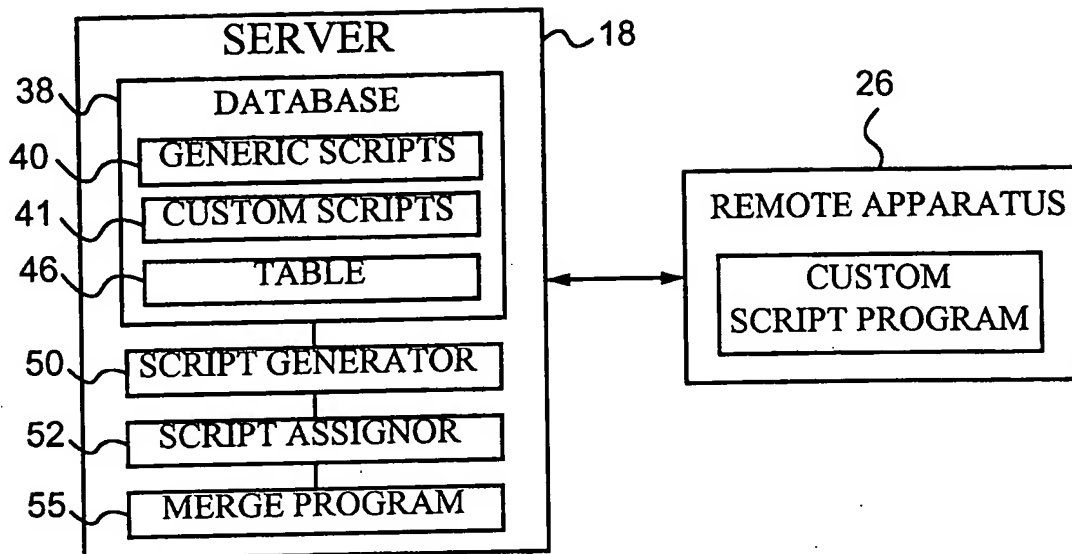 SERVER
18
38
DATABASE
40
GENERIC SCRIPTS
41
CUSTOM SCRIPTS
46
TABLE
50
SCRIPT GENERATOR
52
SCRIPT ASSIGNOR
55
MERGE PROGRAM
26
REMOTE APPARATUS
CUSTOM
SCRIPT PROGRAM